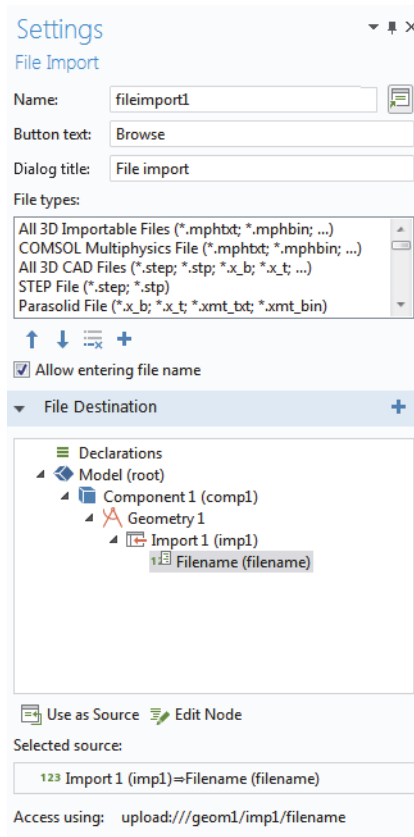 Settings
File Import
Name: fileimport1
Button text: Browse
Dialog title: File import
File types:
All 3D Importable Files (*.mphtxt; *.mphbin; ...)
COMSOL Multiphysics File (*.mphtxt; *.mphbin; ...)
All 3D CAD Files (*.step; *.stp; *.x_b; *.x_t; ...)
STEP File (*.step; *.stp)
Parasolid File (*.x_b; *.x_t; *.xmt_txt; *.xmt_bin)
Allow entering file name
File Destination
Declarations
Model (root)
Component 1 (comp1)
Geometry 1
Import 1 (imp1)
Filename (filename)
Use as Source Edit Node
Selected source:
123 Import 1 (imp1)⇒Filename (filename)
Access using: upload:///geom1/imp1/filename